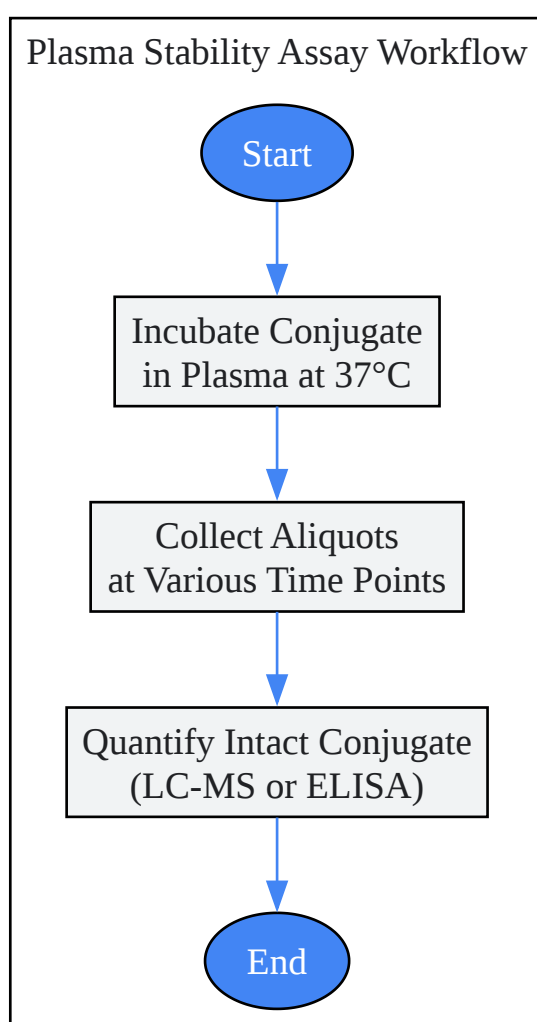 Plasma Stability Assay Workflow
Start
Incubate Conjugate
in Plasma at 37°C
Collect Aliquots
at Various Time Points
Quantify Intact Conjugate
(LC-MS or ELISA)
End